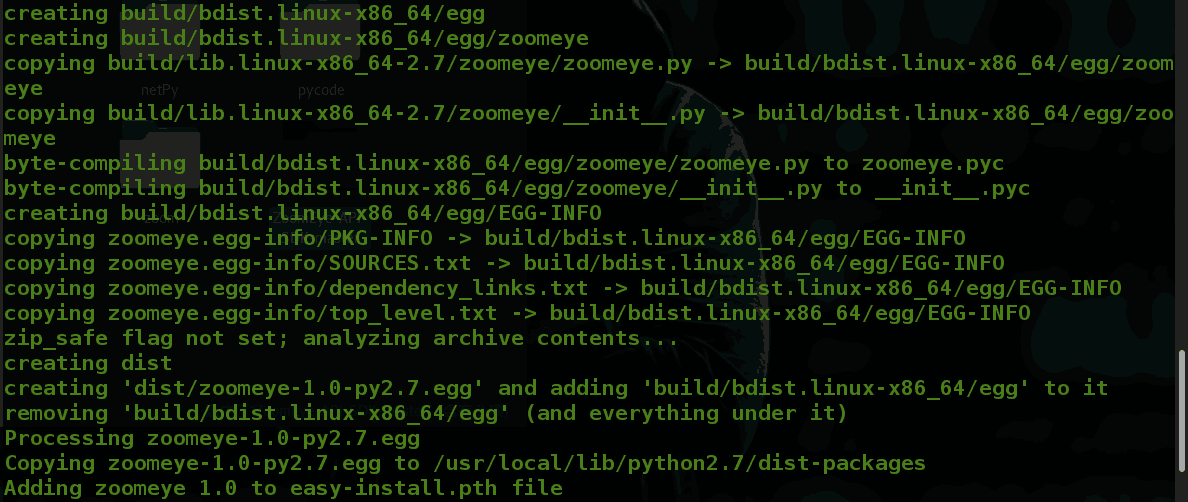 creating build/bdist.linux-x86_64/egg
creating build/bdist.linux-x86_64/egg/zoomeye
copying build/lib.linux-x86_64-2.7/zoomeye/zoomeye.py -> build/bdist.linux-x86_64/egg/zoom
eye
netPy pycode
copying build/lib.linux-x86_64-2.7/zoomeye/__init__.py -> build/bdist.linux-x86_64/egg/zoo
meye
byte-compiling build/bdist.linux-x86_64/egg/zoomeye/zoomeye.py to zoomeye.pyc
byte-compiling build/bdist.linux-x86_64/egg/zoomeye/__init__.py to __init__.pyc
creating build/bdist.linux-x86_64/egg/EGG-INFO
copying zoomeye.egg-info/PKG-INFO -> build/bdist.linux-x86_64/egg/EGG-INFO
copying zoomeye.egg-info/SOURCES.txt -> build/bdist.linux-x86_64/egg/EGG-INFO
copying zoomeye.egg-info/dependency_links.txt -> build/bdist.linux-x86_64/egg/EGG-INFO
copying zoomeye.egg-info/top_level.txt -> build/bdist.linux-x86_64/egg/EGG-INFO
zip_safe flag not set; analyzing archive contents...
creating dist
creating 'dist/zoomeye-1.0-py2.7.egg' and adding 'build/bdist.linux-x86_64/egg' to it
removing 'build/bdist.linux-x86_64/egg' (and everything under it)
Processing zoomeye-1.0-py2.7.egg
Copying zoomeye-1.0-py2.7.egg to /usr/local/lib/python2.7/dist-packages
Adding zoomeye 1.0 to easy-install.pth file